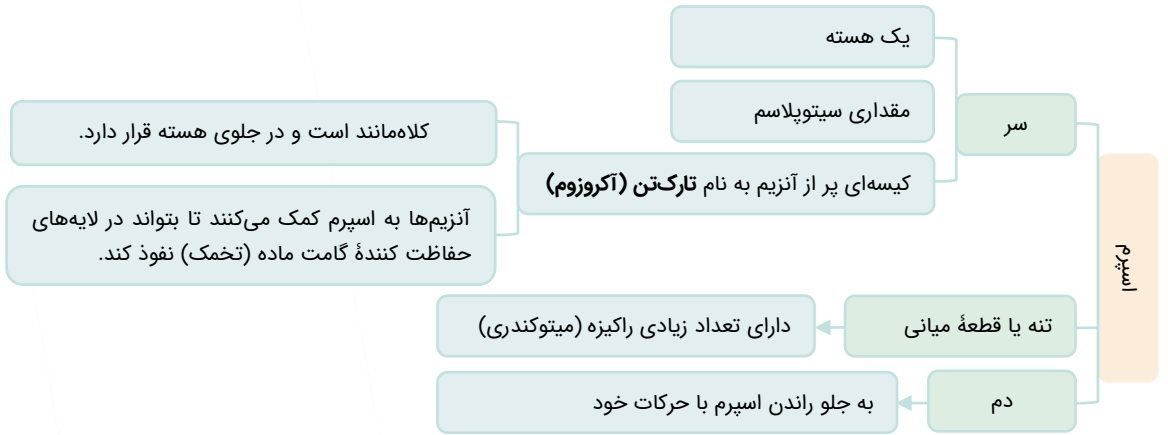 اسپرم
سر
یک هسته
مقداری سیتوپلاسم
کیسه‌ای پر از آنزیم به نام تارک‌تن (آکروزوم)
کلاه‌مانند است و در جلوی هسته قرار دارد.
آنزیم‌ها به اسپرم کمک می‌کنند تا بتواند در لایه‌های
حفاظت کنندهٔ گامت ماده (تخمک) نفوذ کند.
تنه یا قطعهٔ میانی
دارای تعداد زیادی راکیزه (میتوکندری)
دم
به جلو راندن اسپرم با حرکات خود